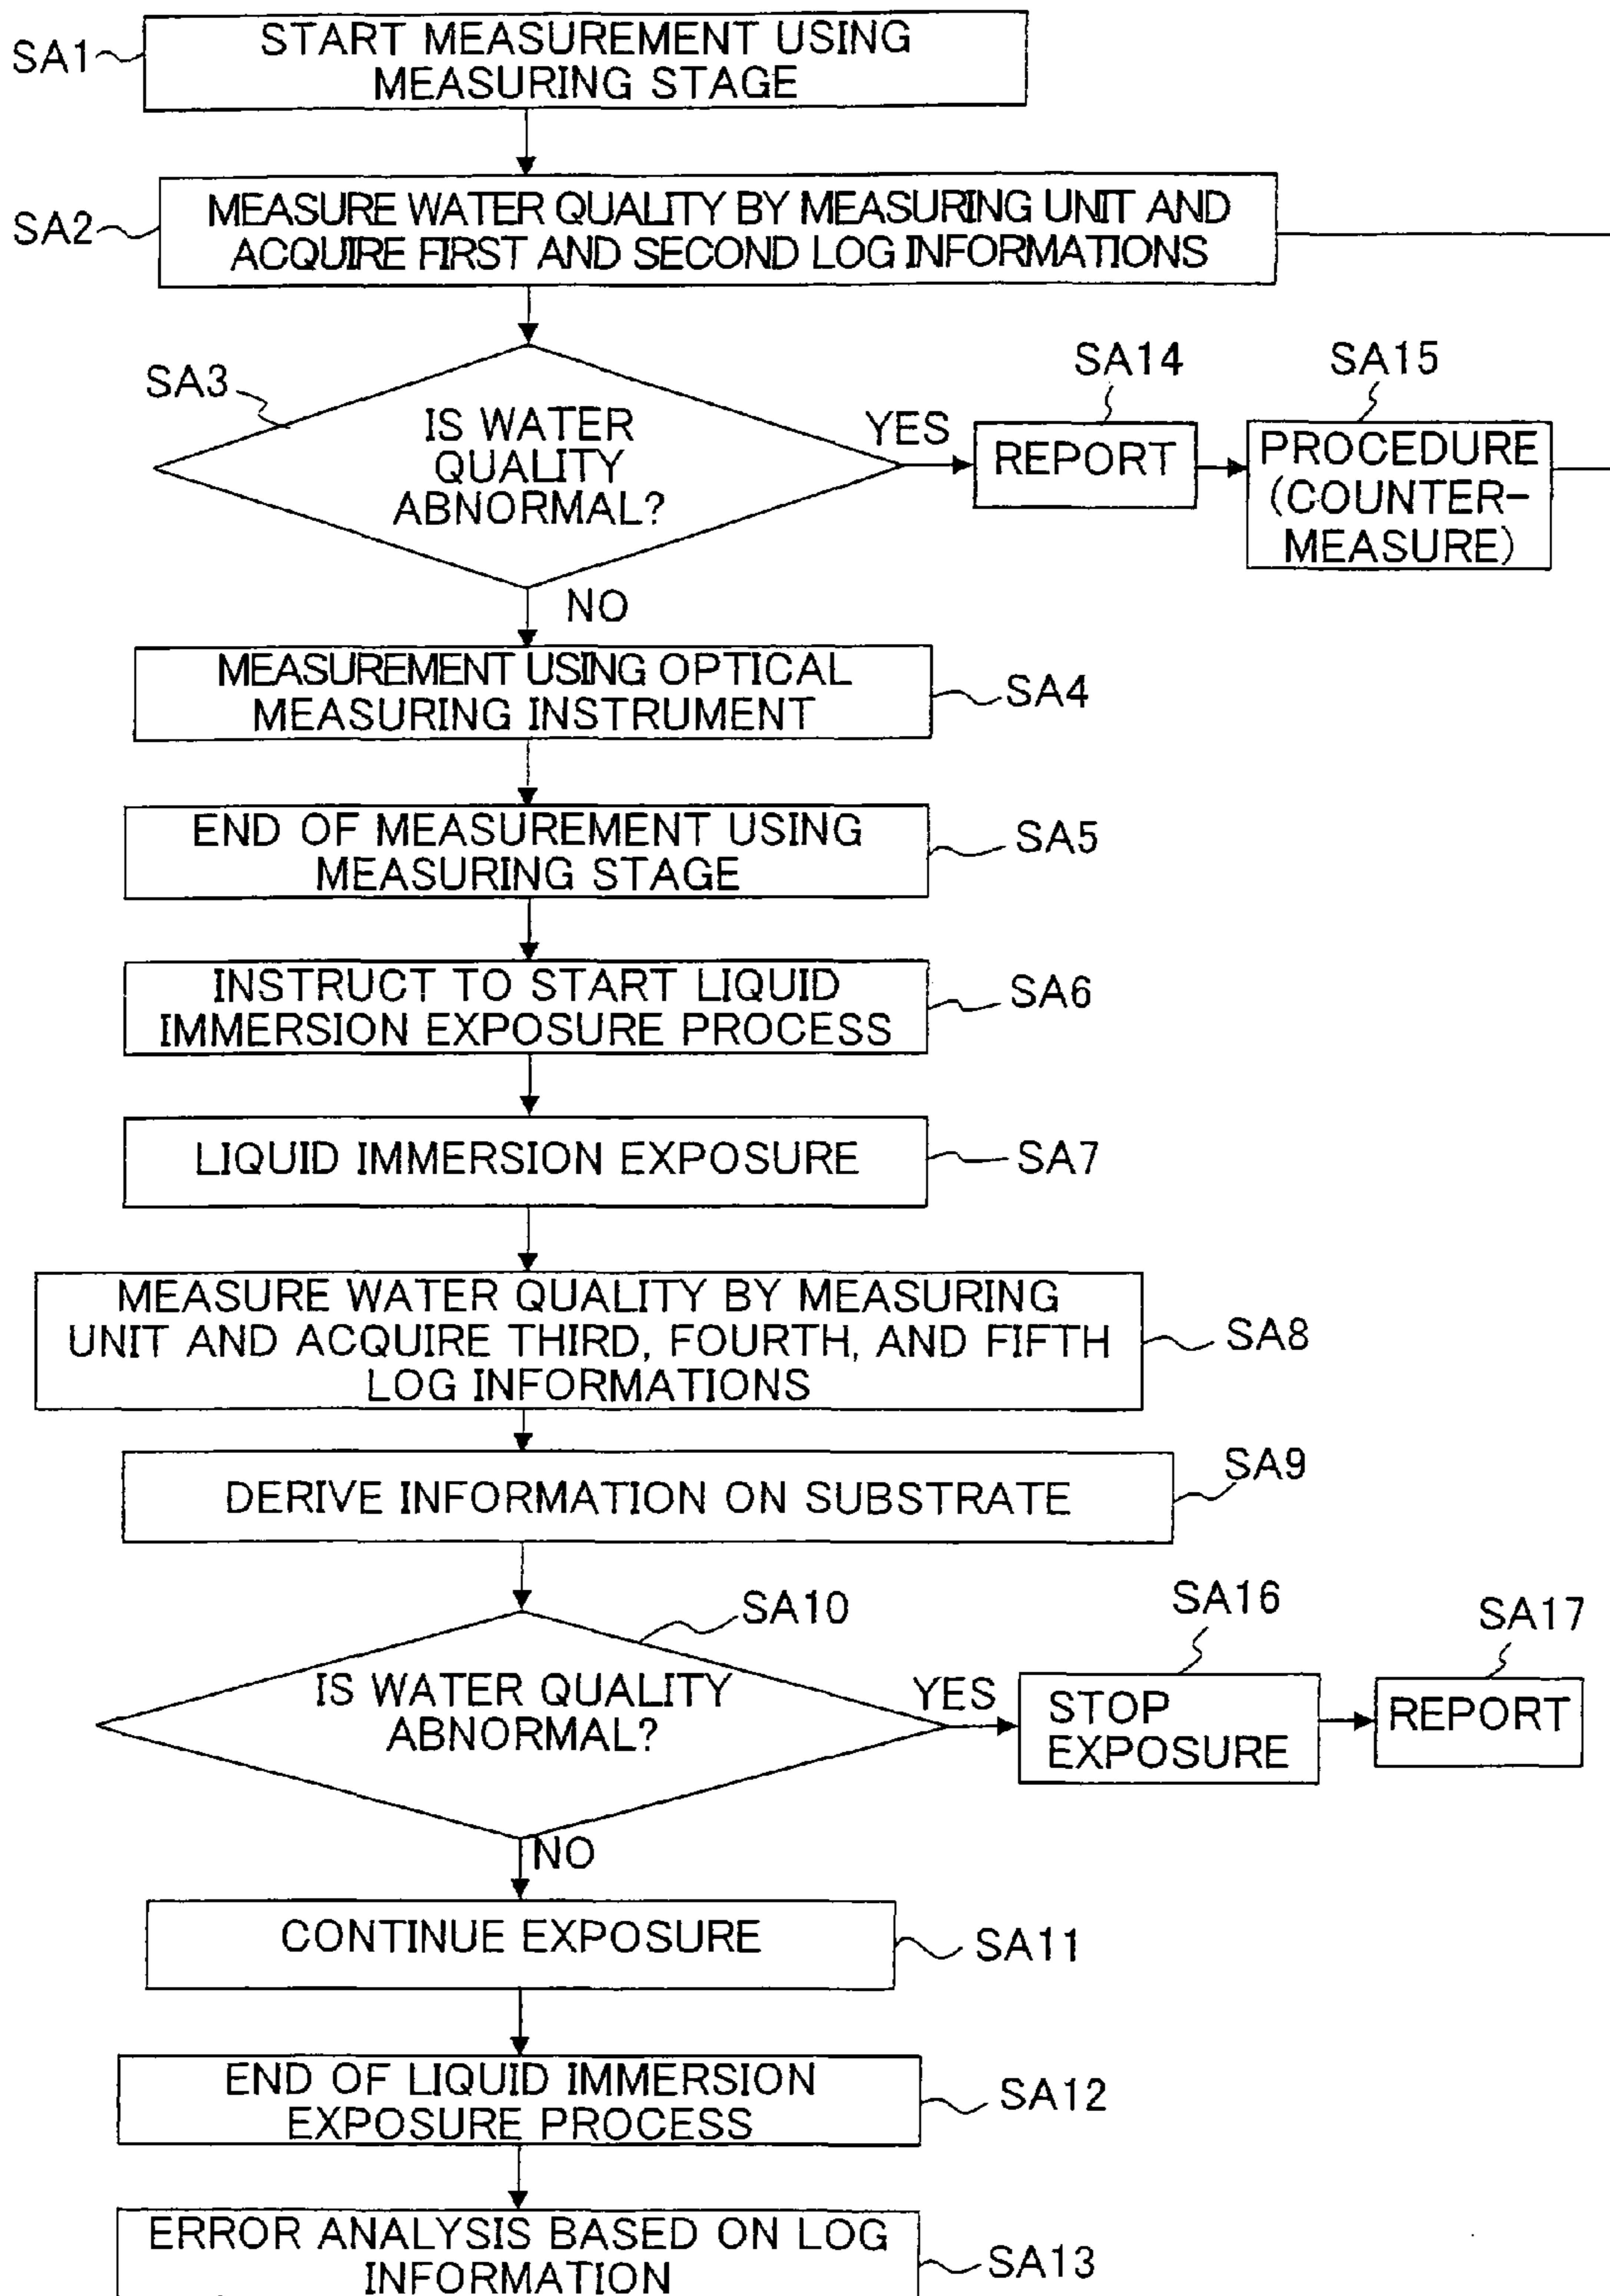 SA1
START MEASUREMENT USING
MEASURING STAGE
SA2
MEASURE WATER QUALITY BY MEASURING UNIT AND
ACQUIRE FIRST AND SECOND LOG INFORMATIONS
SA3
IS WATER
QUALITY
ABNORMAL?
YES
SA14
REPORT
SA15
PROCEDURE
(COUNTER-
MEASURE)
NO
MEASUREMENT USING OPTICAL
MEASURING INSTRUMENT
SA4
END OF MEASUREMENT USING
MEASURING STAGE
SA5
INSTRUCT TO START LIQUID
IMMERSION EXPOSURE PROCESS
SA6
LIQUID IMMERSION EXPOSURE
SA7
MEASURE WATER QUALITY BY MEASURING
UNIT AND ACQUIRE THIRD, FOURTH, AND FIFTH
LOG INFORMATIONS
SA8
DERIVE INFORMATION ON SUBSTRATE
SA9
SA10
IS WATER QUALITY
ABNORMAL?
YES
SA16
STOP
EXPOSURE
SA17
REPORT
NO
CONTINUE EXPOSURE
SA11
END OF LIQUID IMMERSION
EXPOSURE PROCESS
SA12
ERROR ANALYSIS BASED ON LOG
INFORMATION
SA13